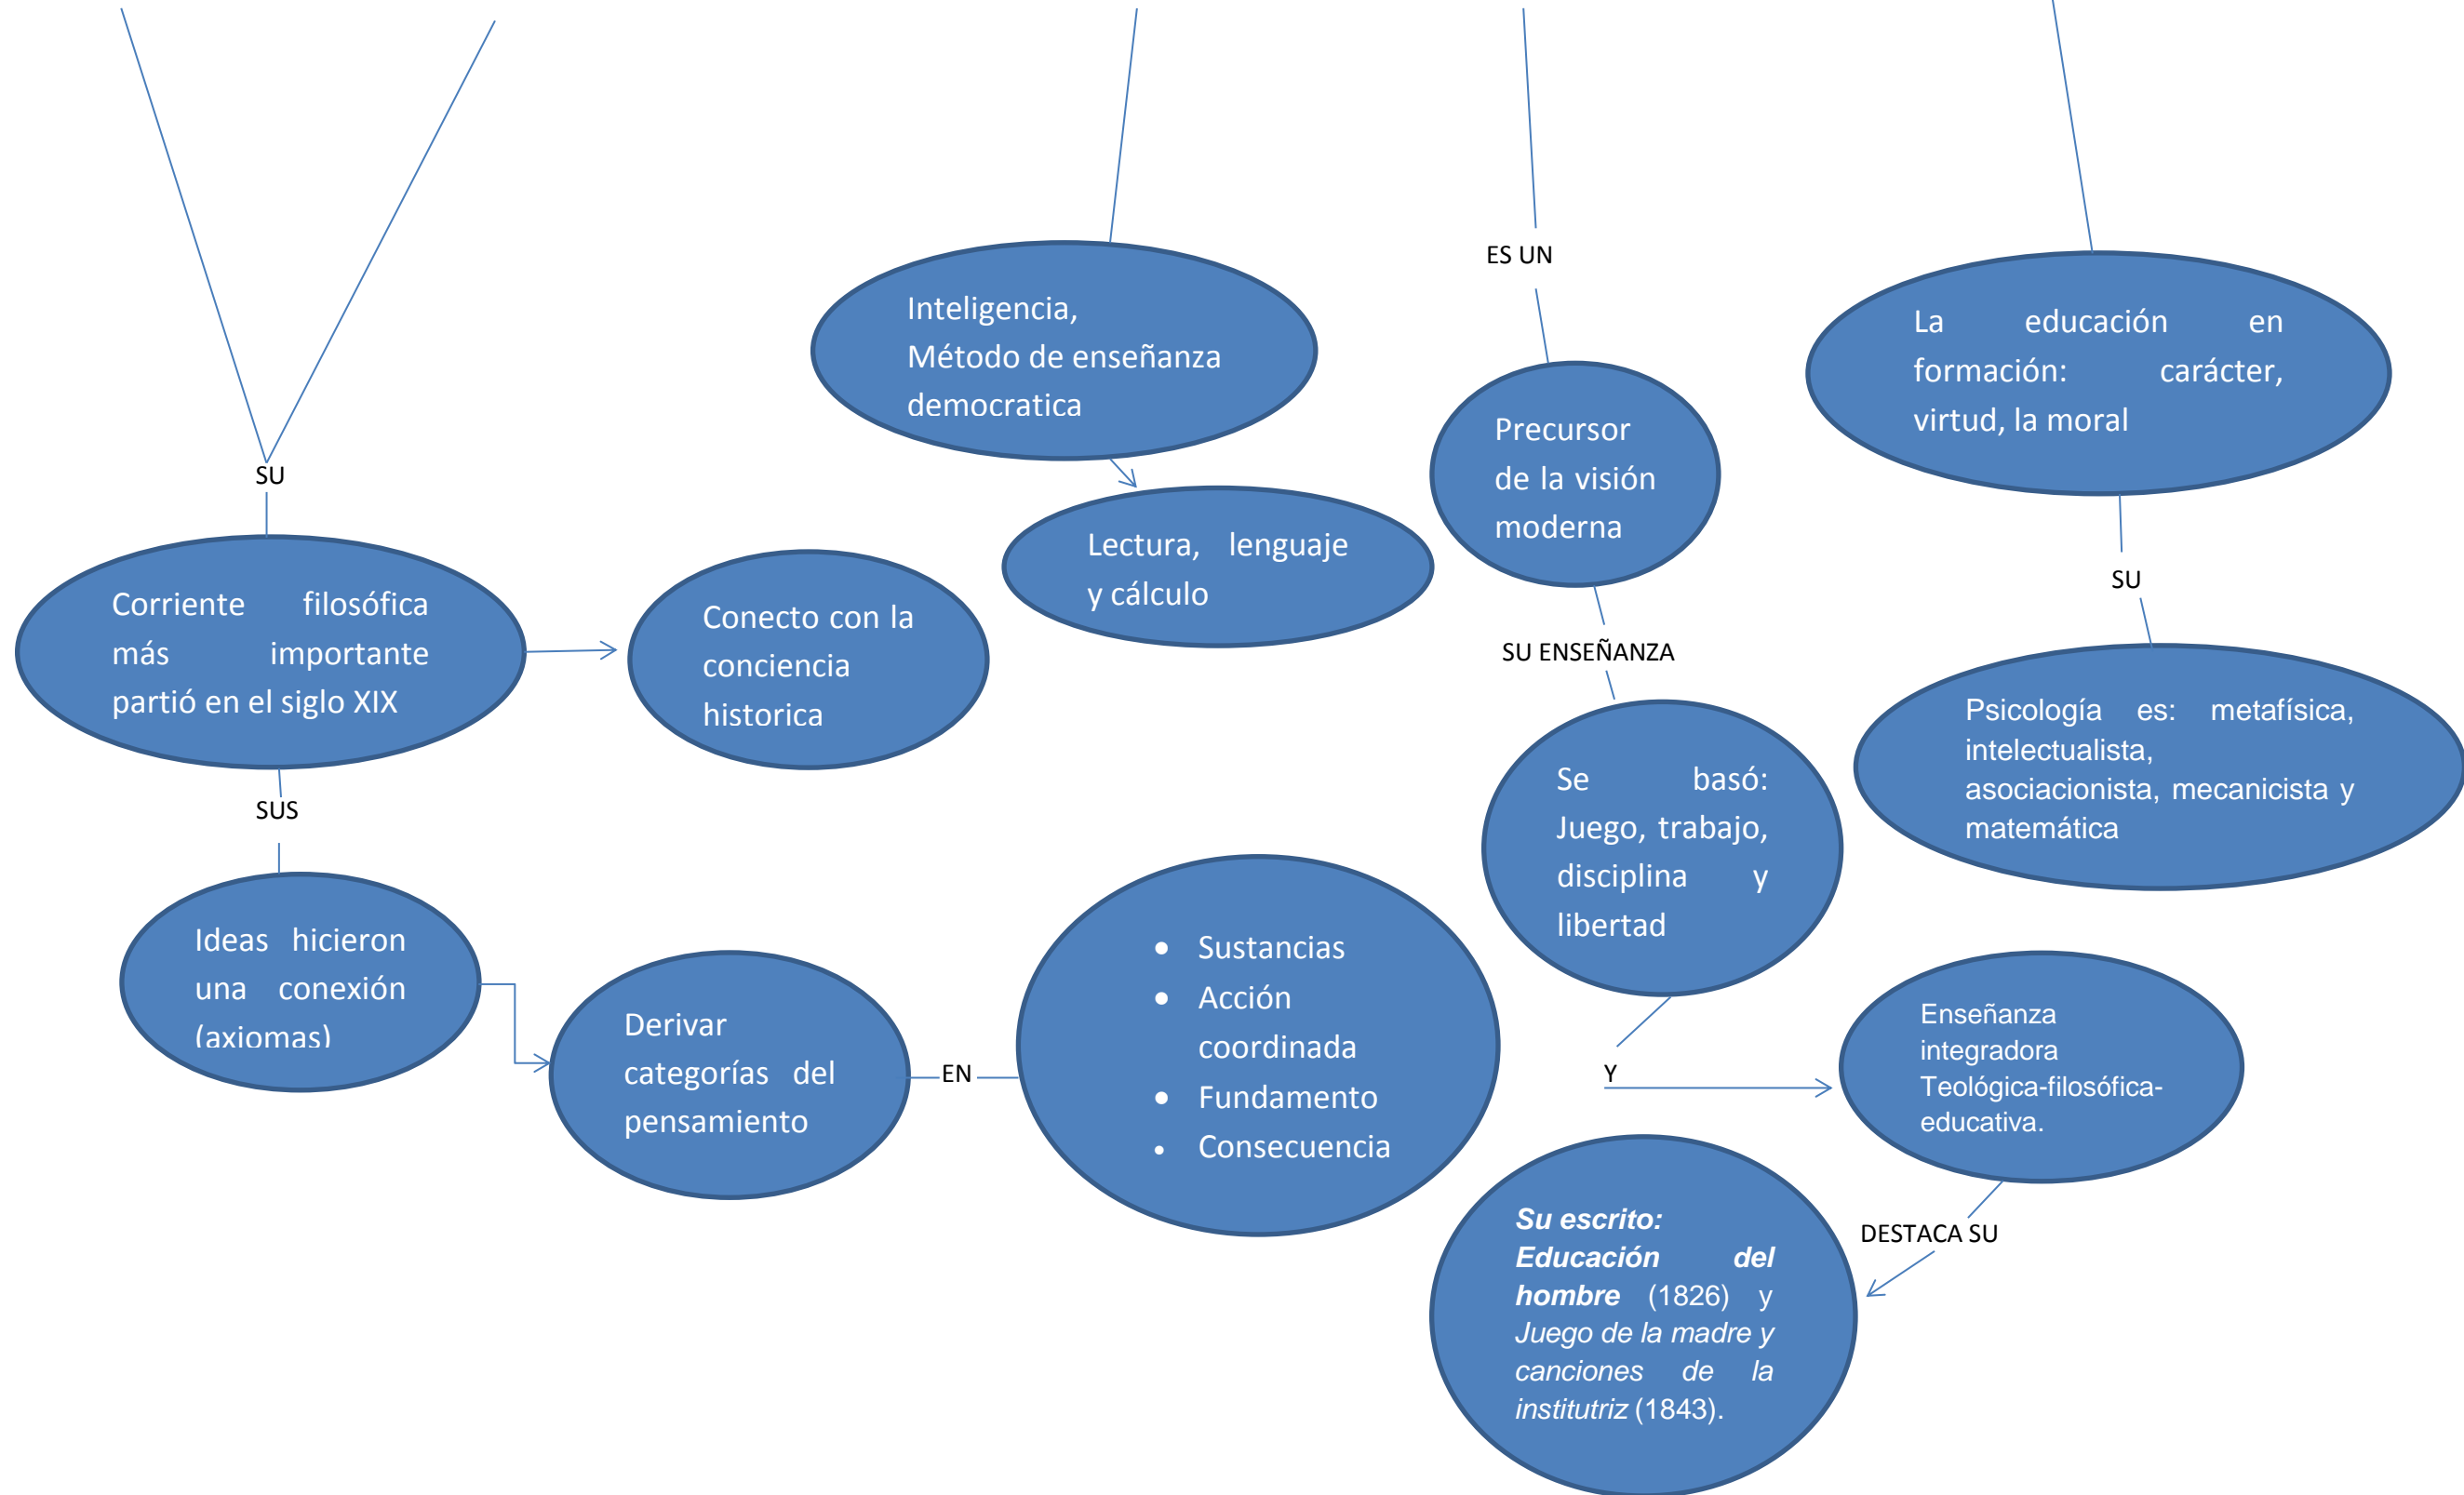 SU
Corriente filosófica
más importante
partió en el siglo XIX
Conecto con la
conciencia
historica
SUS
Ideas hicieron
una conexión
(axiomas)
Derivar
categorías del
pensamiento
EN
• Sustancias
• Acción
coordinada
• Fundamento
• Consecuencia
Inteligencia,
Método de enseñanza
democratica
Lectura, lenguaje
y cálculo
ES UN
Precursor
de la visión
moderna
SU ENSEÑANZA
Se basó:
Juego, trabajo,
disciplina y
libertad
Y
Enseñanza
integradora
Teológica-filosófica-
educativa.
DESTACA SU
Su escrito:
Educación del
hombre (1826) y
Juego de la madre y
canciones de la
institutriz (1843).
La educación en
formación: carácter,
virtud, la moral
SU
Psicología es: metafísica,
intelectualista,
asociacionista, mecanicista y
matemática